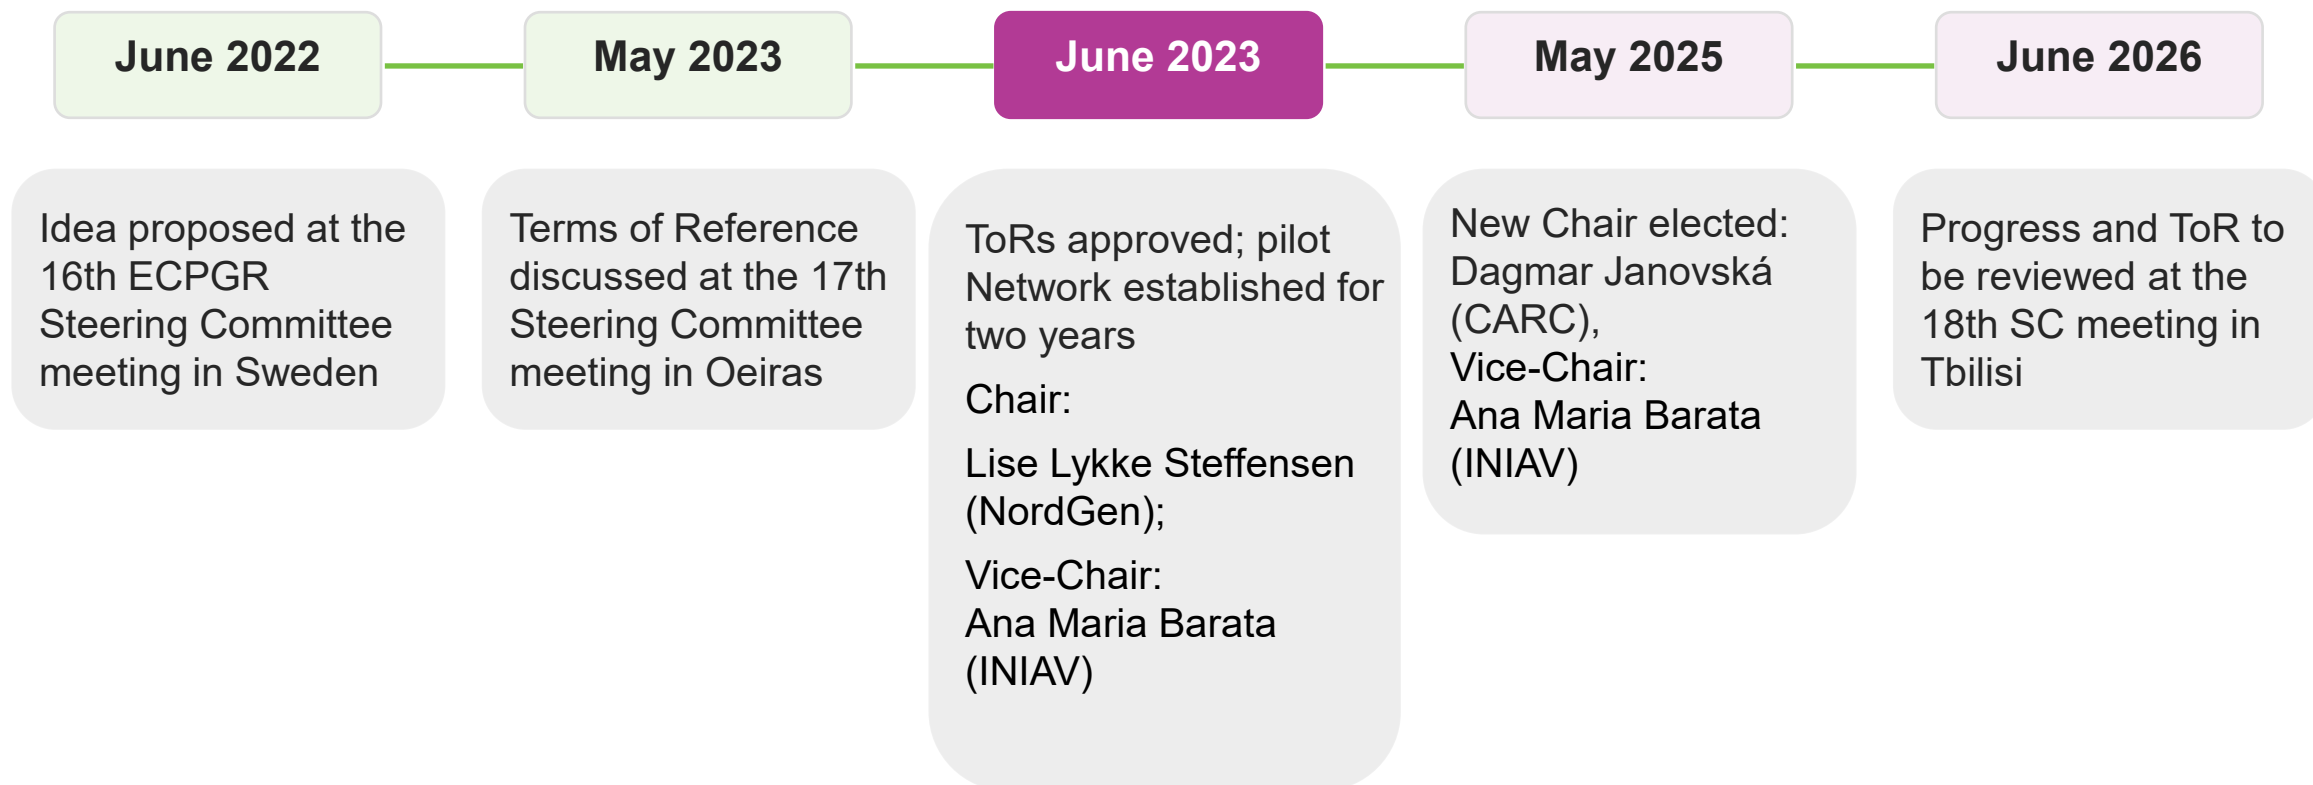 June 2022
Idea proposed at the
16th ECPGR
Steering Committee
meeting in Sweden
May 2023
Terms of Reference
discussed at the 17th
Steering Committee
meeting in Oeiras
June 2023
ToRs approved; pilot
Network established for
two years
Chair:
Lise Lykke Steffensen
(NordGen);
Vice-Chair:
Ana Maria Barata
(INIAV)
May 2025
New Chair elected:
Dagmar Janovská
(CARC),
Vice-Chair:
Ana Maria Barata
(INIAV)
June 2026
Progress and ToR to
be reviewed at the
18th SC meeting in
Tbilisi